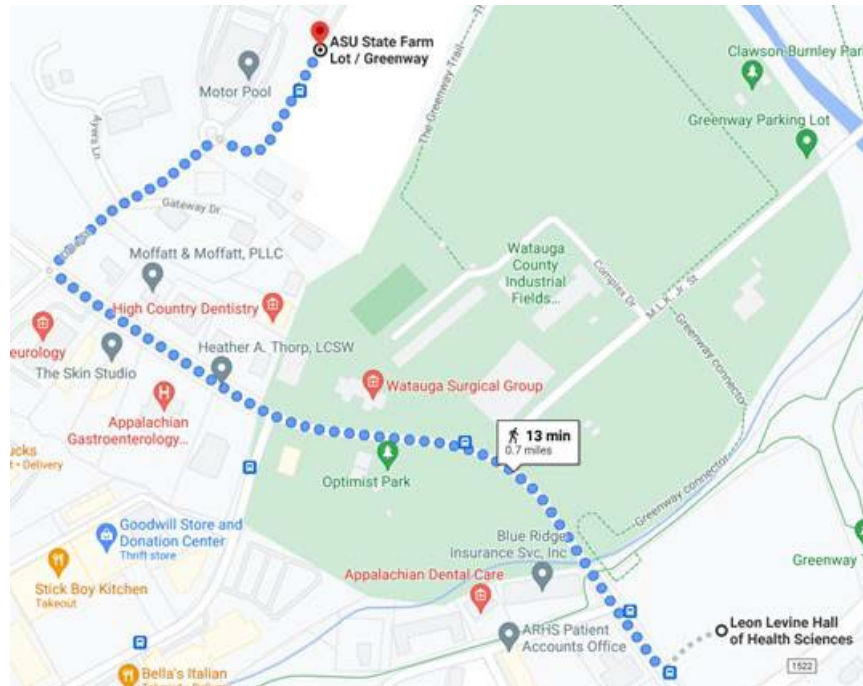 ASU State Farm
Lot / Greenway
Motor Pool
The Greenway Trail
Clawson-Burnley Par
Greenway Parking Lot
Ayers Ln
Gateway Dr
Moffatt & Moffatt, PLLC
High Country Dentistry
Watauga
County
Industrial
Fields...
Complex Dr
M.L.K. Jr St
Greenway connector
eurology
The Skin Studio
Heather A. Thorp, LCSW
Watauga Surgical Group
Appalachian
Gastroenterology...
13 min
0.7 miles
ucks
t • Delivery
Optimist Park
Greenway connector
Goodwill Store and
Donation Center
Thrift store
Blue Ridge
Insurance Svc, Inc
Greenway T
Stick Boy Kitchen
Takeout
Appalachian Dental Care
Leon Levine Hall
of Health Sciences
ARHS Patient
Accounts Office
1522
Bella's Italian